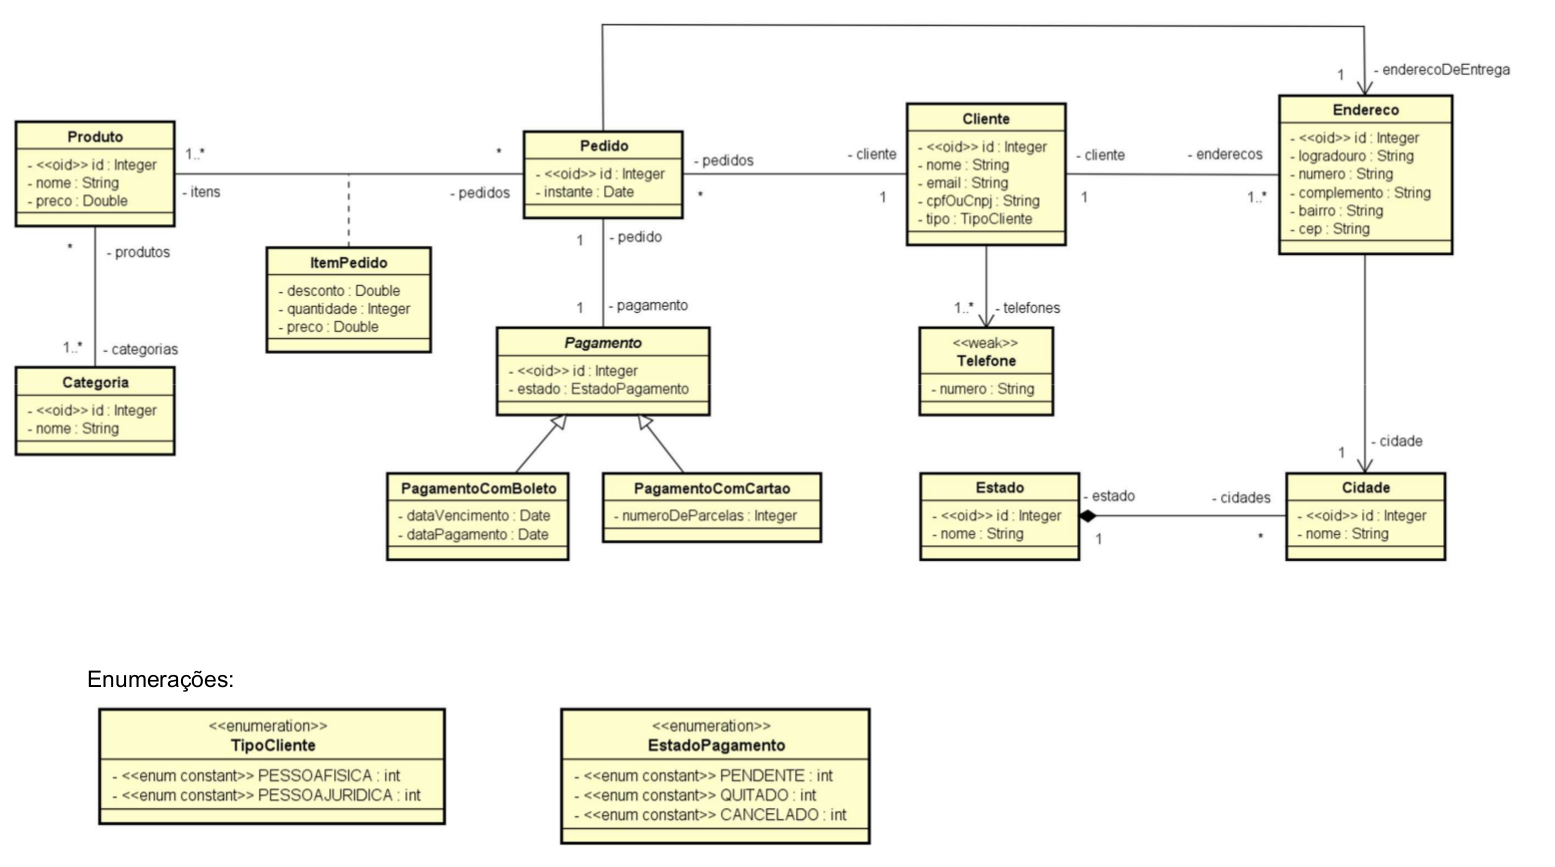 1
- enderecoDeEntrega
Produto
- <<oid>> id : Integer
- nome : String
- preco : Double
1..*
- itens
*
- pedidos
Pedido
- <<oid>> id : Integer
- instante : Date
- pedidos
*
- cliente
1
Cliente
- <<oid>> id : Integer
- nome : String
- email : String
- cpfOuCnpj : String
- tipo : TipoCliente
- cliente
1
- enderecos
1..*
Endereco
- <<oid>> id : Integer
- logradouro : String
- numero : String
- complemento : String
- bairro : String
- cep : String
*
- produtos
1..*
- categorias
Categoria
- <<oid>> id : Integer
- nome : String
ItemPedido
- desconto : Double
- quantidade : Integer
- preco : Double
1
- pedido
1
- pagamento
Pagamento
- <<oid>> id : Integer
- estado : EstadoPagamento
1..*
- telefones
<<weak>>
Telefone
- numero : String
PagamentoComBoleto
- dataVencimento : Date
- dataPagamento : Date
PagamentoComCartao
- numeroDeParcelas : Integer
1
- cidade
Estado
- <<oid>> id : Integer
- nome : String
- estado
1
- cidades
*
Cidade
- <<oid>> id : Integer
- nome : String
Enumerações:
<<enumeration>>
TipoCliente
- <<enum constant>> PESSOAFISICA : int
- <<enum constant>> PESSOAJURIDICA : int
<<enumeration>>
EstadoPagamento
- <<enum constant>> PENDENTE : int
- <<enum constant>> QUITADO : int
- <<enum constant>> CANCELADO : int